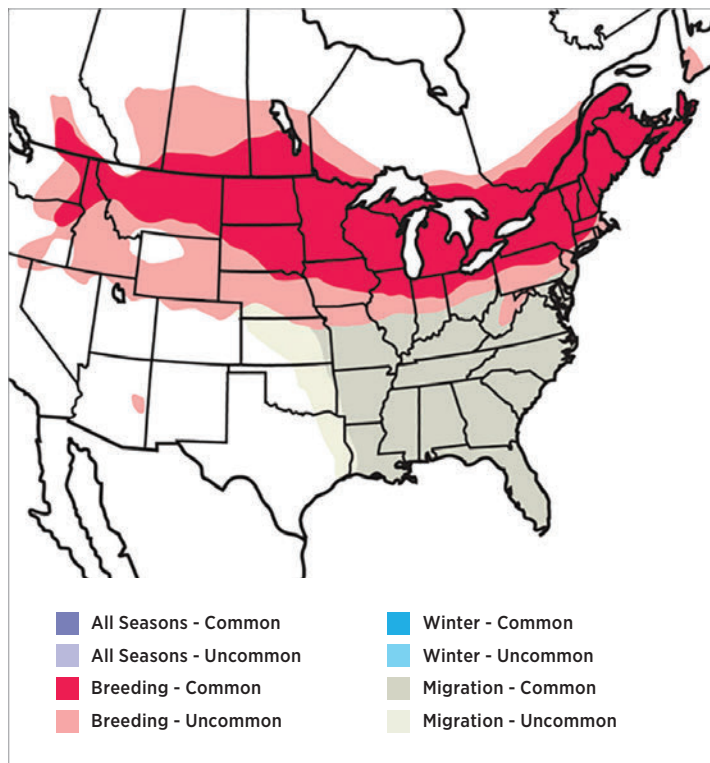 All Seasons - Common
All Seasons - Uncommon
Breeding - Common
Breeding - Uncommon
Winter - Common
Winter - Uncommon
Migration - Common
Migration - Uncommon